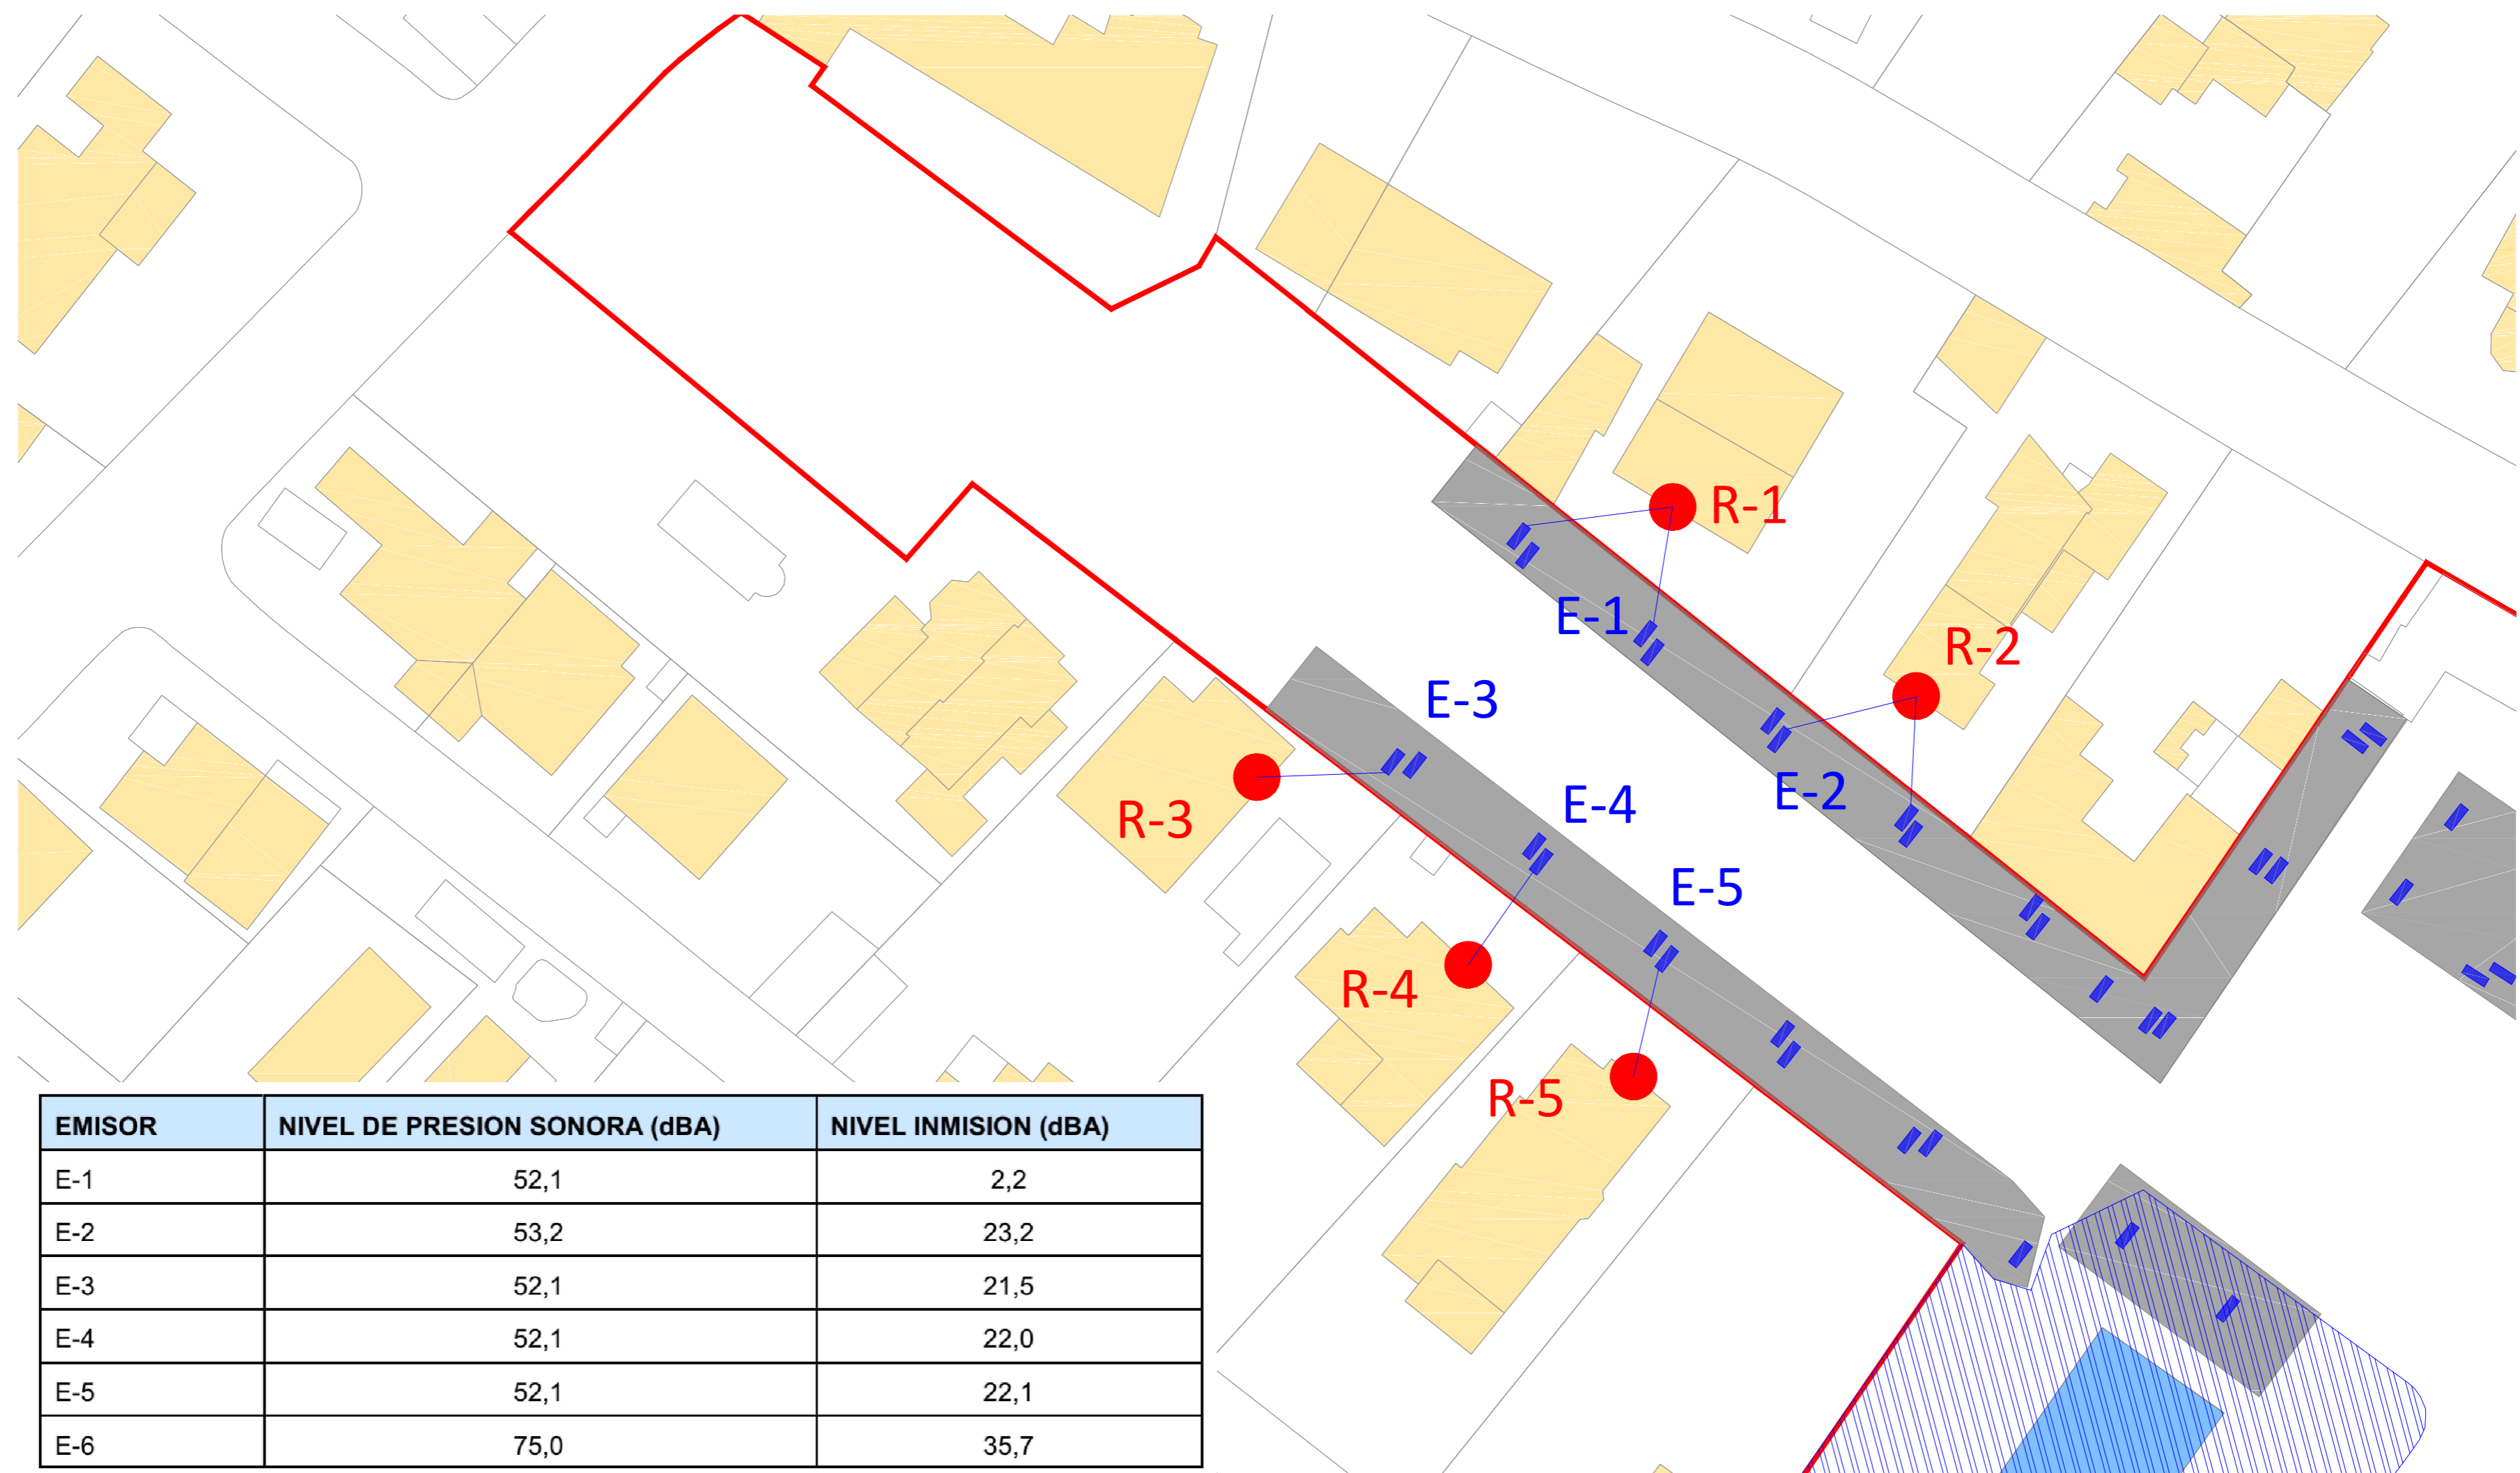 R-1
E-1
R-2
E-3
E-2
E-4
R-3
E-5
R-4
R-5
EMISOR NIVEL DE PRESION SONORA (dBA) NIVEL INMISION (dBA)
E-1 52,1 2,2
E-2 53,2 23,2
E-3 52,1 21,5
E-4 52,1 22,0
E-5 52,1 22,1
E-6 75,0 35,7